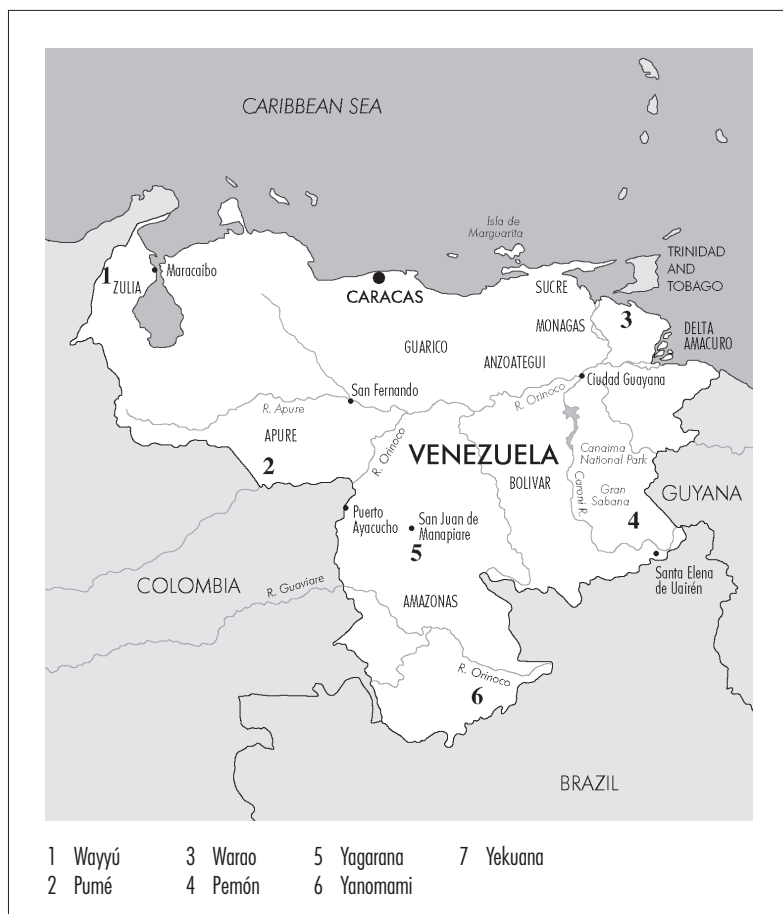 CARIBBEAN SEA
Isla de
Marguarita
TRINIDAD
AND
TOBAGO
1
ZULIA
Maracaibo
CARACAS
SUCRE
MONAGAS
3
DELTA
AMACURO
GUARICO
ANZOATEGUI
Ciudad Guayana
San Fernando
R. Apure
R. Orinoco
APURE
2
R. Orinoco
VENEZUELA
BOLIVAR
Canaima
National Park
Gran
Sabana
Caroni R.
4
GUYANA
Puerto
Ayacucho
San Juan de
Manapiare
5
Santa Elena
de Uairén
COLOMBIA
R. Guaviare
AMAZONAS
R. Orinoco
6
BRAZIL
1 Wayyú 3 Warao 5 Yagarana 7 Yekuana
2 Pumé 4 Pemón 6 Yanomami